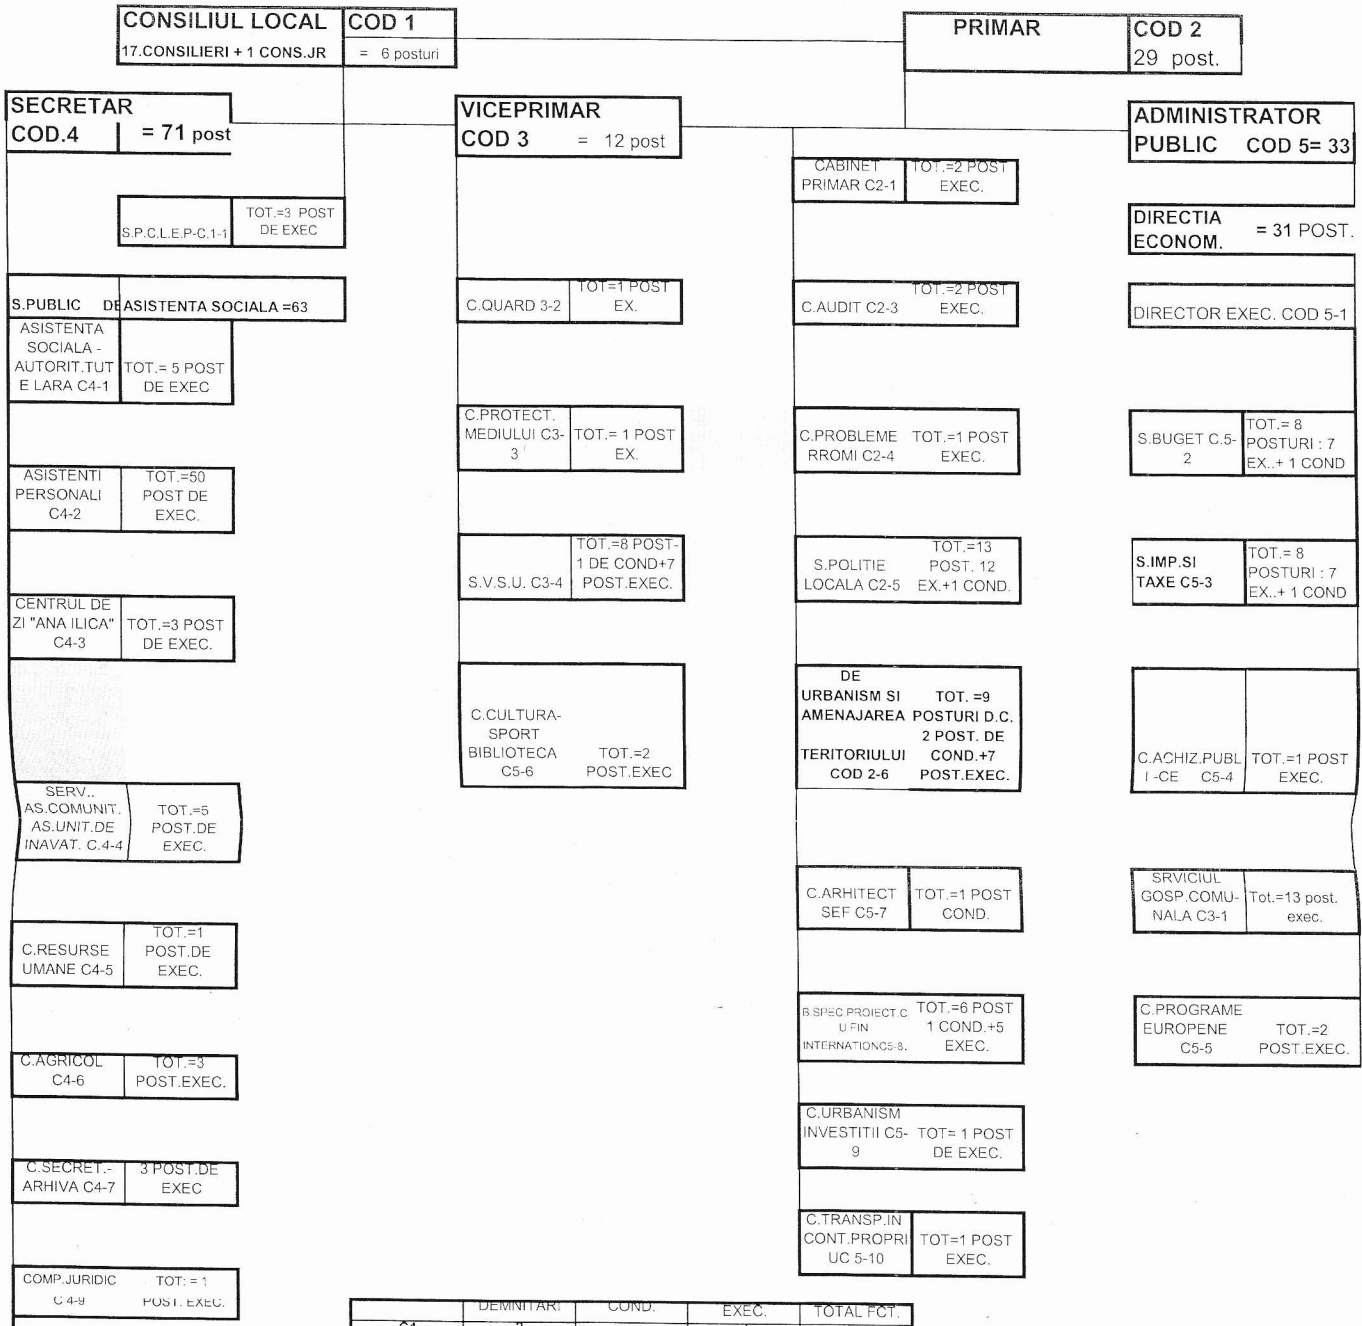 CONSILIUL LOCAL COD 1
17.CONSILIERI + 1 CONS.JR = 6 posturi
PRIMAR COD 2
29 post.
SECRETAR
COD.4 = 71 post
VICEPRIMAR
COD 3 = 12 post
ADMINISTRATOR
PUBLIC COD 5= 33
S.P.C.L.E.P-C.1-1
TOT.=3 POST
DE EXEC
S.PUBLIC DE ASISTENTA SOCIALA =63
ASISTENTA
SOCIALA -
AUTORIT.TUT
E LARA C4-1
TOT.= 5 POST
DE EXEC
ASISTENTI
PERSONALI
C4-2
TOT.=50
POST DE
EXEC.
CENTRUL DE
ZI "ANA ILICA"
C4-3
TOT.=3 POST
DE EXEC.
SERV..
AS.COMUNIT.
AS.UNIT.DE
INAVAT. C.4-4
TOT.=5
POST.DE
EXEC.
C.RESURSE
UMANE C4-5
TOT.=1
POST.DE
EXEC.
C.AGRICOL
C4-6
TOT.=3
POST.EXEC.
C.SECRET.-
ARHIVA C4-7
3 POST.DE
EXEC
COMP.JURIDIC
C 4-9
TOT: = 1
POST. EXEC.
C.QUARD 3-2
TOT=1 POST
EX.
C.PROTECT.
MEDIULUI C3-
3
TOT.= 1 POST
EX.
S.V.S.U. C3-4
TOT.=8 POST-
1 DE COND+7
POST.EXEC.
C.CULTURA-
SPORT
BIBLIOTECA
C5-6
TOT.=2
POST.EXEC
CABINET
PRIMAR C2-1
TOT.=2 POST
EXEC.
C.AUDIT C2-3
TOT.=2 POST
EXEC.
C.PROBLEME
RROMI C2-4
TOT.=1 POST
EXEC.
S.POLITIE
LOCALA C2-5
TOT.=13
POST. 12
EX.+1 COND.
DE
URBANISM SI
AMENAJAREA
TERITORIULUI
COD 2-6
TOT. =9
POSTURI D.C.
2 POST. DE
COND.+7
POST.EXEC.
C.ARHITECT
SEF C5-7
TOT.=1 POST
COND.
B.SPEC.PROIECT.C
U FIN
INTERNATIONC5-8.
TOT.=6 POST
1 COND.+5
EXEC.
C.URBANISM
INVESTITII C5-
9
TOT= 1 POST
DE EXEC.
C.TRANSP.IN
CONT.PROPRI
UC 5-10
TOT=1 POST
EXEC.
DIRECTIA
ECONOM.
= 31 POST.
DIRECTOR EXEC. COD 5-1
S.BUGET C.5-
2
TOT.= 8
POSTURI : 7
EX..+ 1 COND
S.IMP.SI
TAXE C5-3
TOT.= 8
POSTURI : 7
EX..+ 1 COND
C.ACHIZ.PUBL
I -CE C5-4
TOT.=1 POST
EXEC.
SRVICIUL
GOSP.COMU-
NALA C3-1
Tot.=13 post.
exec.
C.PROGRAME
EUROPENE
C5-5
TOT.=2
POST.EXEC.
DEMNITARI COND. EXEC. TOTAL FCT.